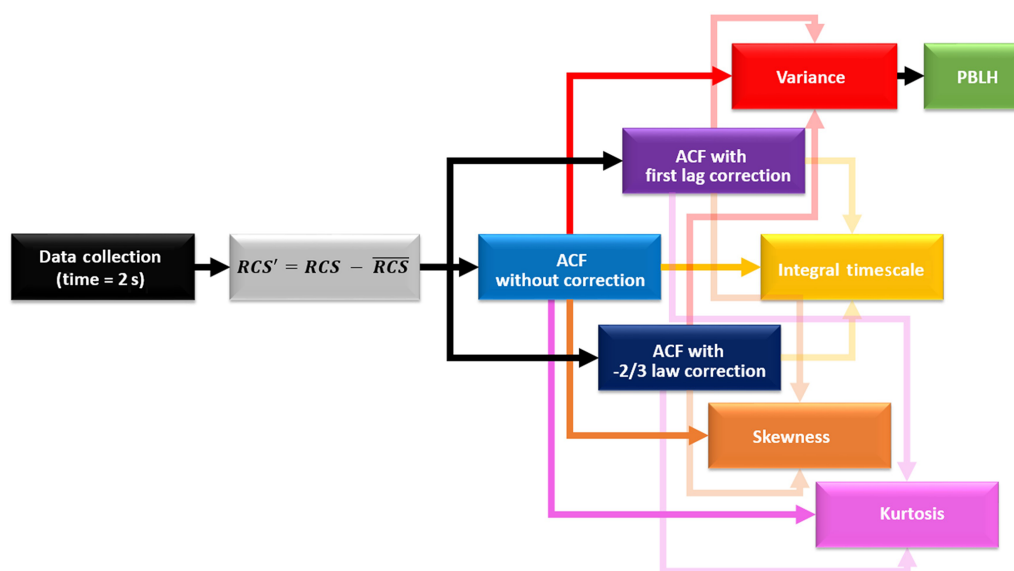 Variance
PBLH
ACF with
first lag correction
Data collection
(time = 2 s)
RCS′ = RCS − \overline{RCS}
ACF
without correction
Integral timescale
ACF with
-2/3 law correction
Skewness
Kurtosis